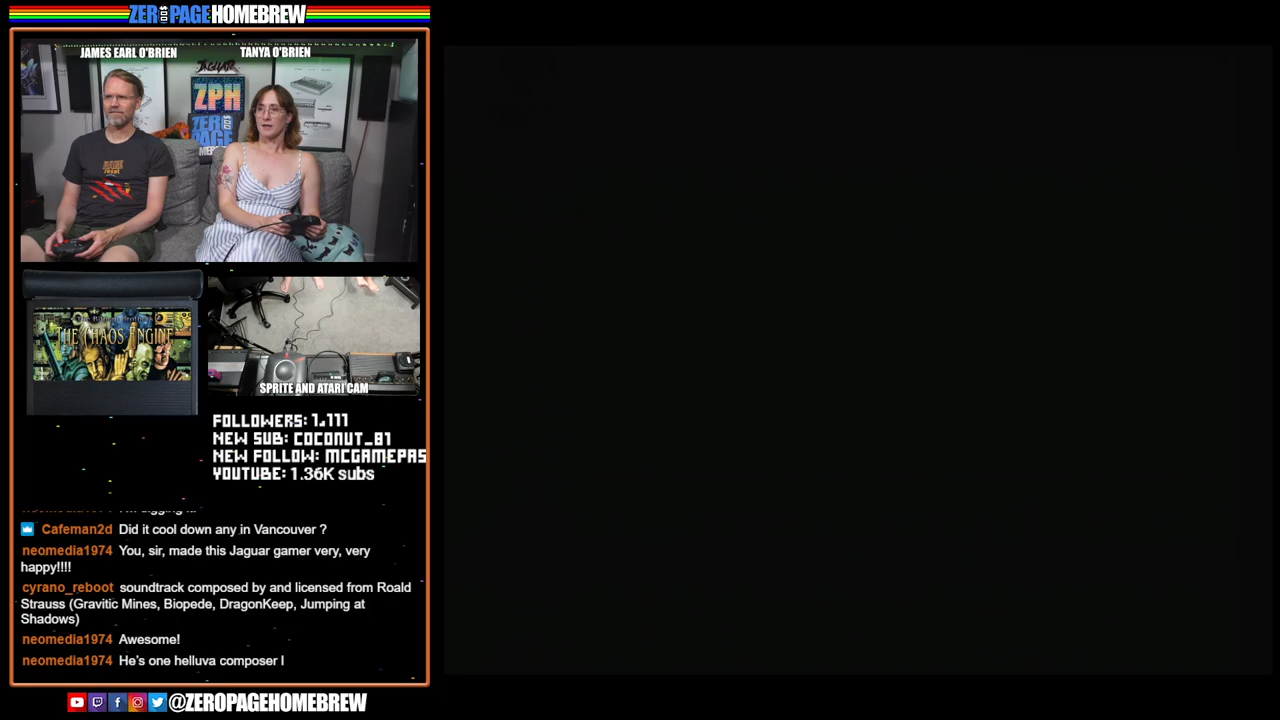 ZEROPAGEHOMEBREW
JAMES EARL O'BRIEN
TANYA O'BRIEN
JAGUAR
ZPH
ZERO
PAGE
THE CHAOS ENGINE
SPRITE AND ATARI CAM
FOLLOWERS: 1,111
NEW SUB: COCONUT_81
NEW FOLLOW: MCGAMEPAS
YOUTUBE: 1.36K subs
Cafeman2d Did it cool down any in Vancouver ?
neomedia1974 You, sir, made this Jaguar gamer very, very
happy!!!!
cyrano_reboot soundtrack composed by and licensed from Roald
Strauss (Gravitic Mines, Biopede, DragonKeep, Jumping at
Shadows)
neomedia1974 Awesome!
neomedia1974 He's one helluva composer I
@ZEROPAGEHOMEBREW